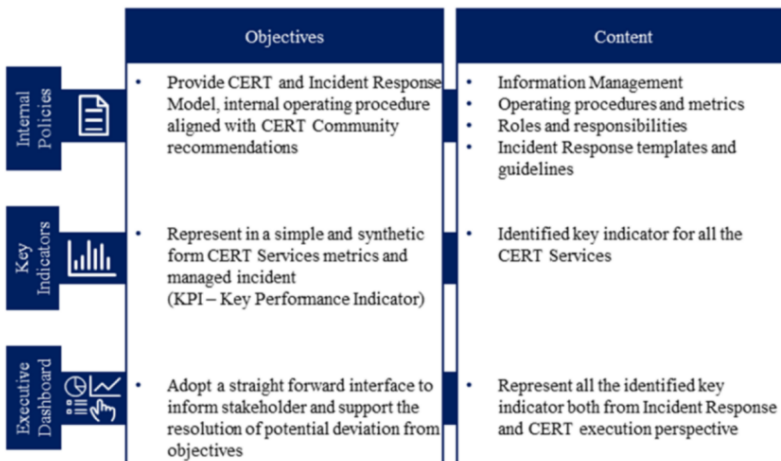 Objectives
Content
Internal
Policies
• Provide CERT and Incident Response
Model, internal operating procedure
aligned with CERT Community
recommendations
• Information Management
• Operating procedures and metrics
• Roles and responsibilities
• Incident Response templates and
guidelines
Key
Indicators
• Represent in a simple and synthetic
form CERT Services metrics and
managed incident
(KPI – Key Performance Indicator)
• Identified key indicator for all the
CERT Services
Executive
Dashboard
• Adopt a straight forward interface to
inform stakeholder and support the
resolution of potential deviation from
objectives
• Represent all the identified key
indicator both from Incident Response
and CERT execution perspective